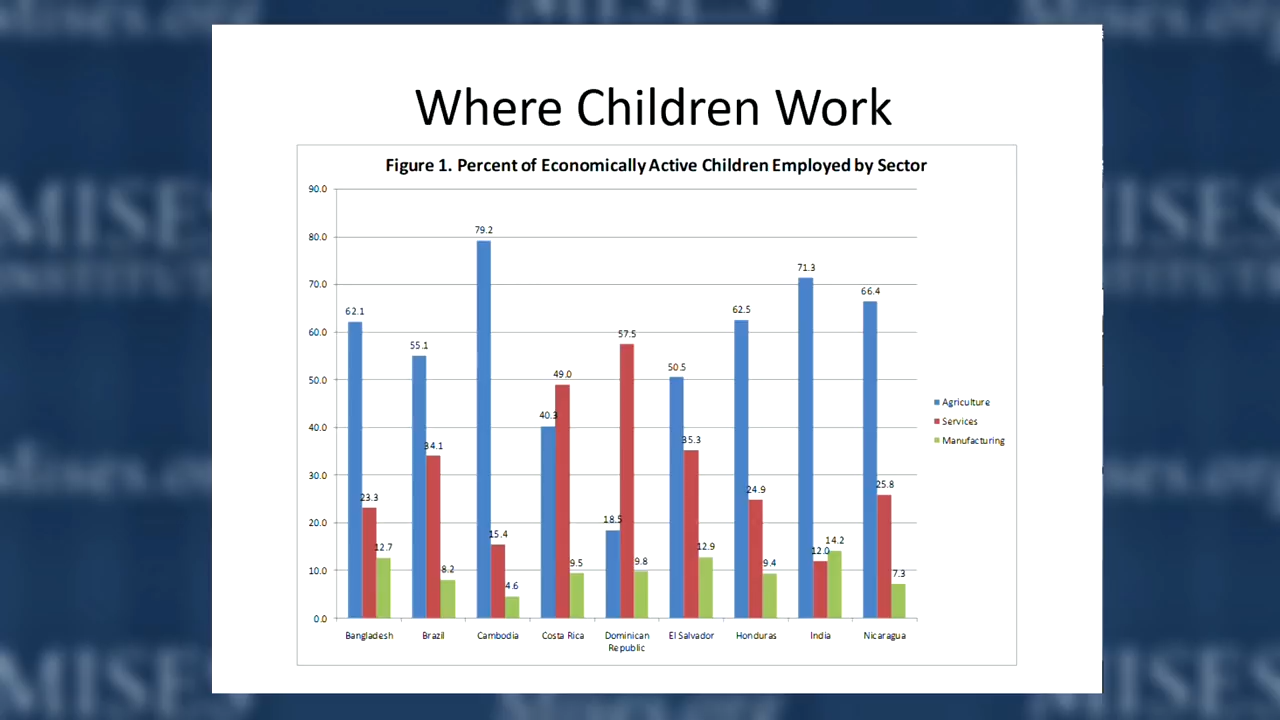 Mises.org
MISES
Mises.org
Where Children Work
Figure 1. Percent of Economically Active Children Employed by Sector
90.0
80.0
70.0
60.0
50.0
40.0
30.0
20.0
10.0
0.0
62.1
23.3
12.7
55.1
34.1
8.2
79.2
15.4
4.6
40.3
49.0
9.5
18.5
57.5
9.8
50.5
35.3
12.9
62.5
24.9
9.4
71.3
12.0
14.2
66.4
25.8
7.3
Bangladesh
Brazil
Cambodia
Costa Rica
Dominican
Republic
El Salvador
Honduras
India
Nicaragua
Agriculture
Services
Manufacturing